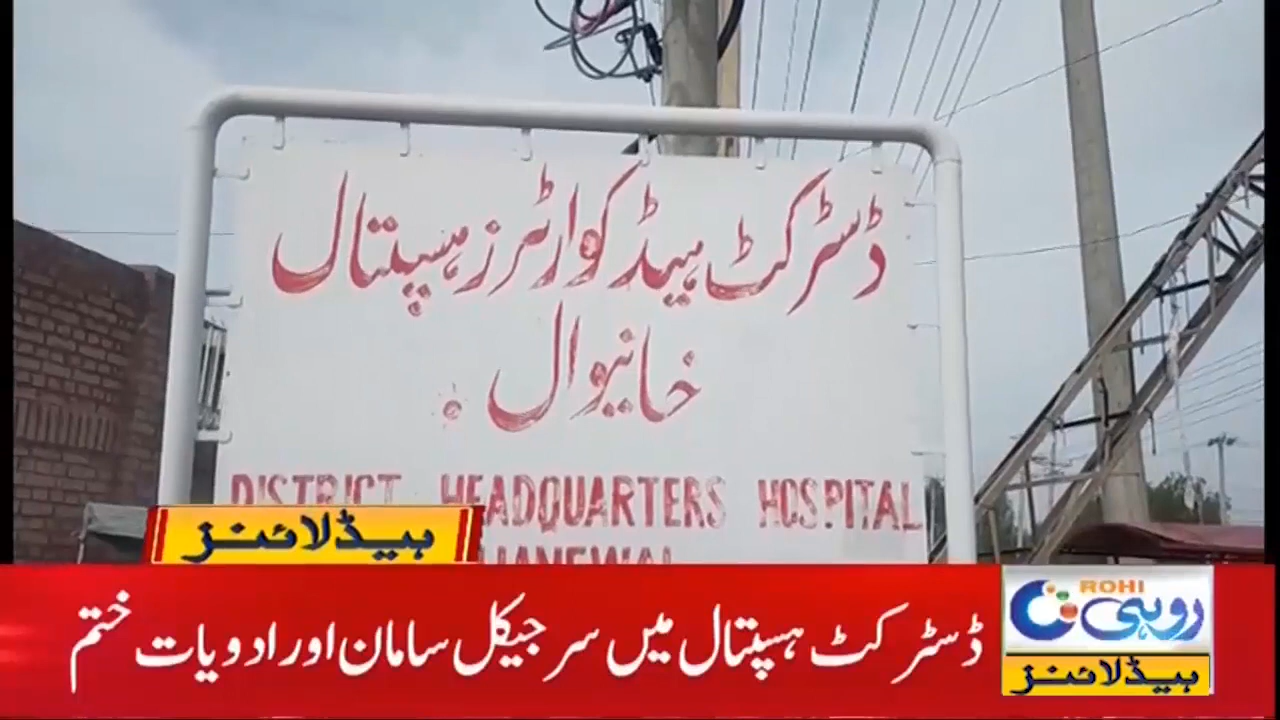 ڈسٹرکٹ ہیڈ کوارٹرز ہسپتال
خانیوال
DISTRICT HEADQUARTERS HOSPITAL
ہیڈلائنز
ROHI
روہی
ڈسٹرکٹ ہسپتال میں سرجیکل سامان اور ادویات ختم
ہیڈلائنز